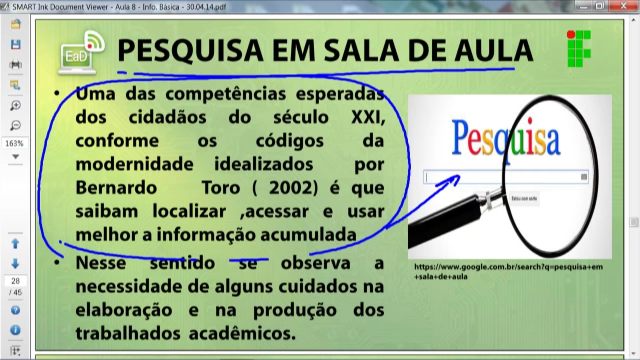 SMART Ink Document Viewer - Aula 8 - Info. Básica - 30.04.14.pdf
EaD
PESQUISA EM SALA DE AULA
• Uma das competências esperadas
dos cidadãos do século XXI,
conforme os códigos da
modernidade idealizados por
Bernardo Toro ( 2002) é que
saibam localizar ,acessar e usar
melhor a informação acumulada
• Nesse sentido se observa a
necessidade de alguns cuidados na
elaboração e na produção dos
trabalhados acadêmicos.
Pesquisa
https://www.google.com.br/search?q=pesquisa+em
+sala+de+aula
163%
28
/ 45